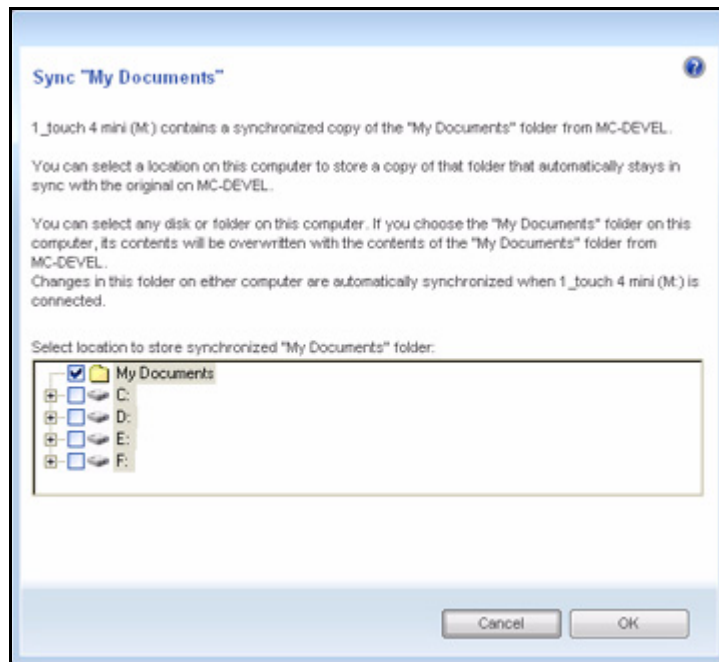 Sync "My Documents"
1_touch 4 mini (M:) contains a synchronized copy of the "My Documents" folder from MC-DEVEL.
You can select a location on this computer to store a copy of that folder that automatically stays in
sync with the original on MC-DEVEL.
You can select any disk or folder on this computer. If you choose the "My Documents" folder on this
computer, its contents will be overwritten with the contents of the "My Documents" folder from
MC-DEVEL.
Changes in this folder on either computer are automatically synchronized when 1_touch 4 mini (M:) is
connected.
Select location to store synchronized "My Documents" folder:
My Documents
C:
D:
E:
F:
Cancel OK